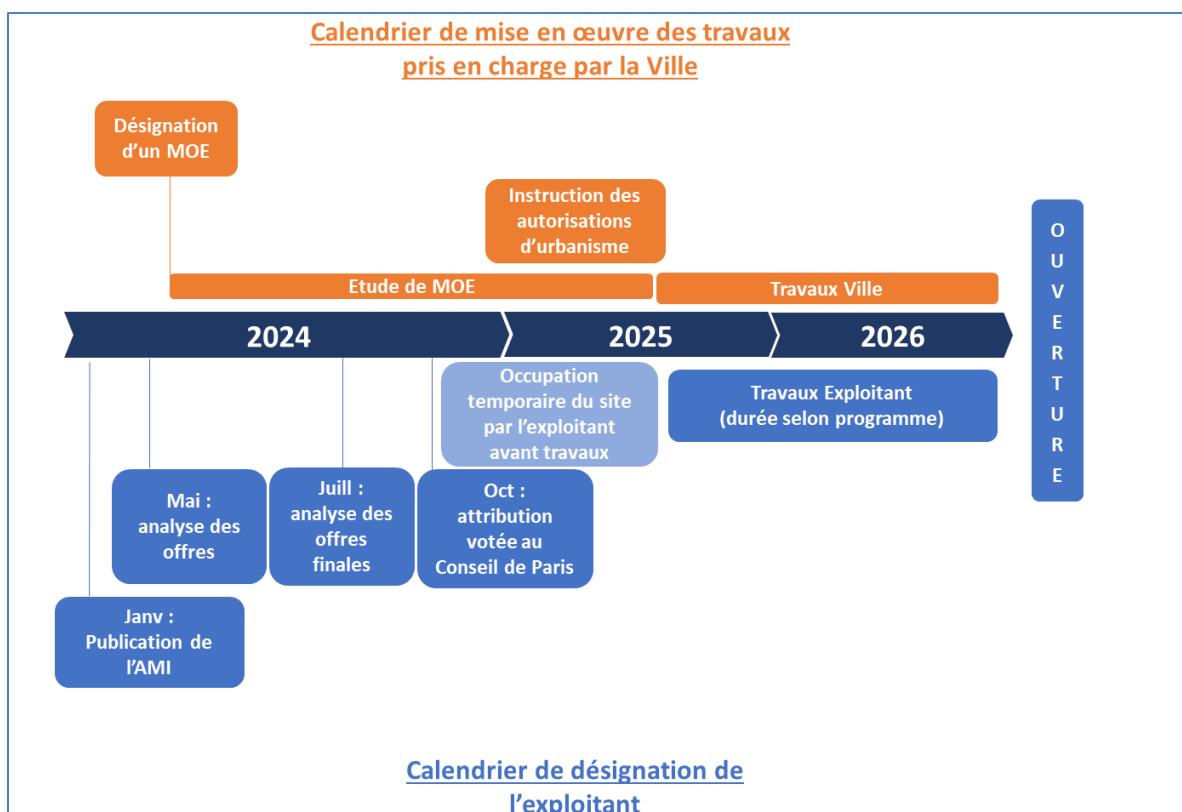 Calendrier de mise en œuvre des travaux
pris en charge par la Ville
Désignation
d’un MOE
Instruction des
autorisations
d’urbanisme
Etude de MOE
Travaux Ville
2024
2025
2026
OUVERTURE
Occupation
temporaire du site
par l’exploitant
avant travaux
Travaux Exploitant
(durée selon programme)
Mai :
analyse des
offres
Juill :
analyse des
offres
finales
Oct :
attribution
votée au
Conseil de Paris
Janv :
Publication de
l’AMI
Calendrier de désignation de
l’exploitant